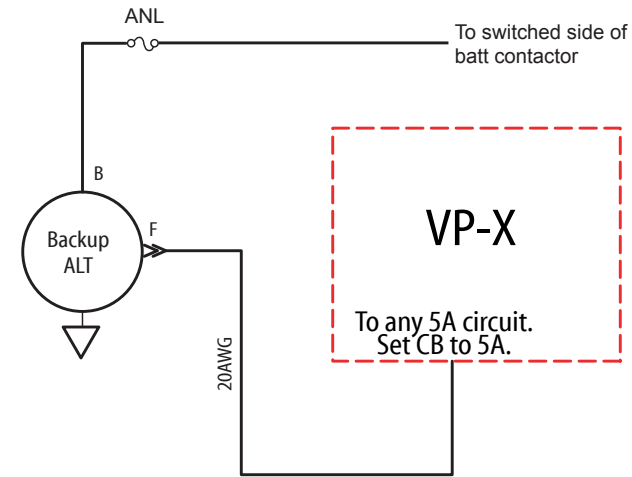 ANL
To switched side of
batt contactor
B
F
Backup
ALT
VP-X
To any 5A circuit.
Set CB to 5A.
20AWG